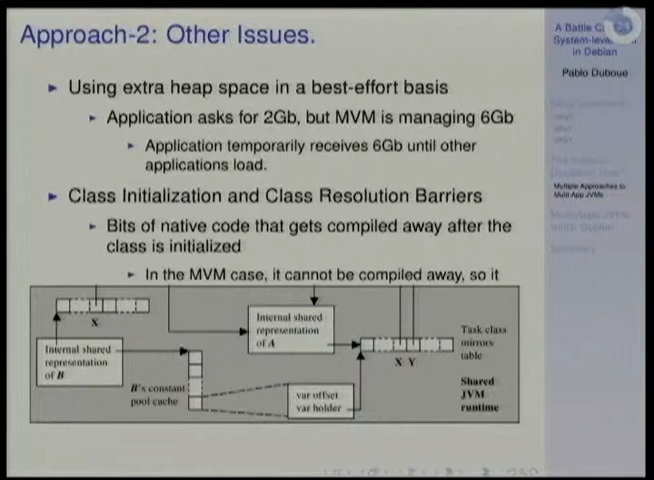 Approach-2: Other Issues.
Using extra heap space in a best-effort basis
Application asks for 2Gb, but MVM is managing 6Gb
Application temporarily receives 6Gb until other
applications load.
Class Initialization and Class Resolution Barriers
Bits of native code that gets compiled away after the
class is initialized
In the MVM case, it cannot be compiled away, so it
X
Internal shared
representation
of B
B's constant
pool cache
Internal shared
representation
of A
var offset
var holder
X Y
Task class
mirrors
table
Shared
JVM
runtime
A Battle
System-level
in Debian
Pablo Duboue
Multiple Approaches to
Multi-App JVMs
within Debian